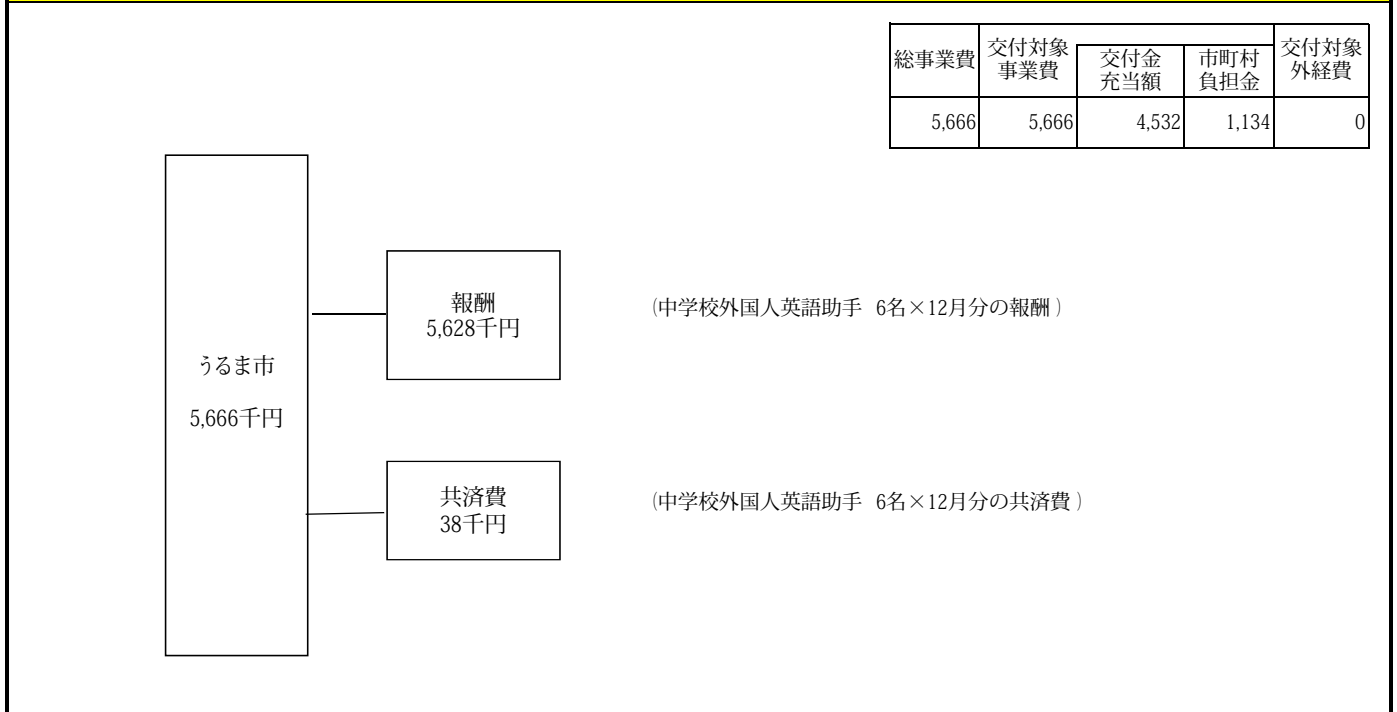 総事業費 交付対象事業費 交付金充当額 市町村負担金 交付対象外経費
5,666 5,666 4,532 1,134 0
報酬
5,628千円
(中学校外国人英語助手 6名×12月分の報酬)
うるま市
5,666千円
共済費
38千円
(中学校外国人英語助手 6名×12月分の共済費)